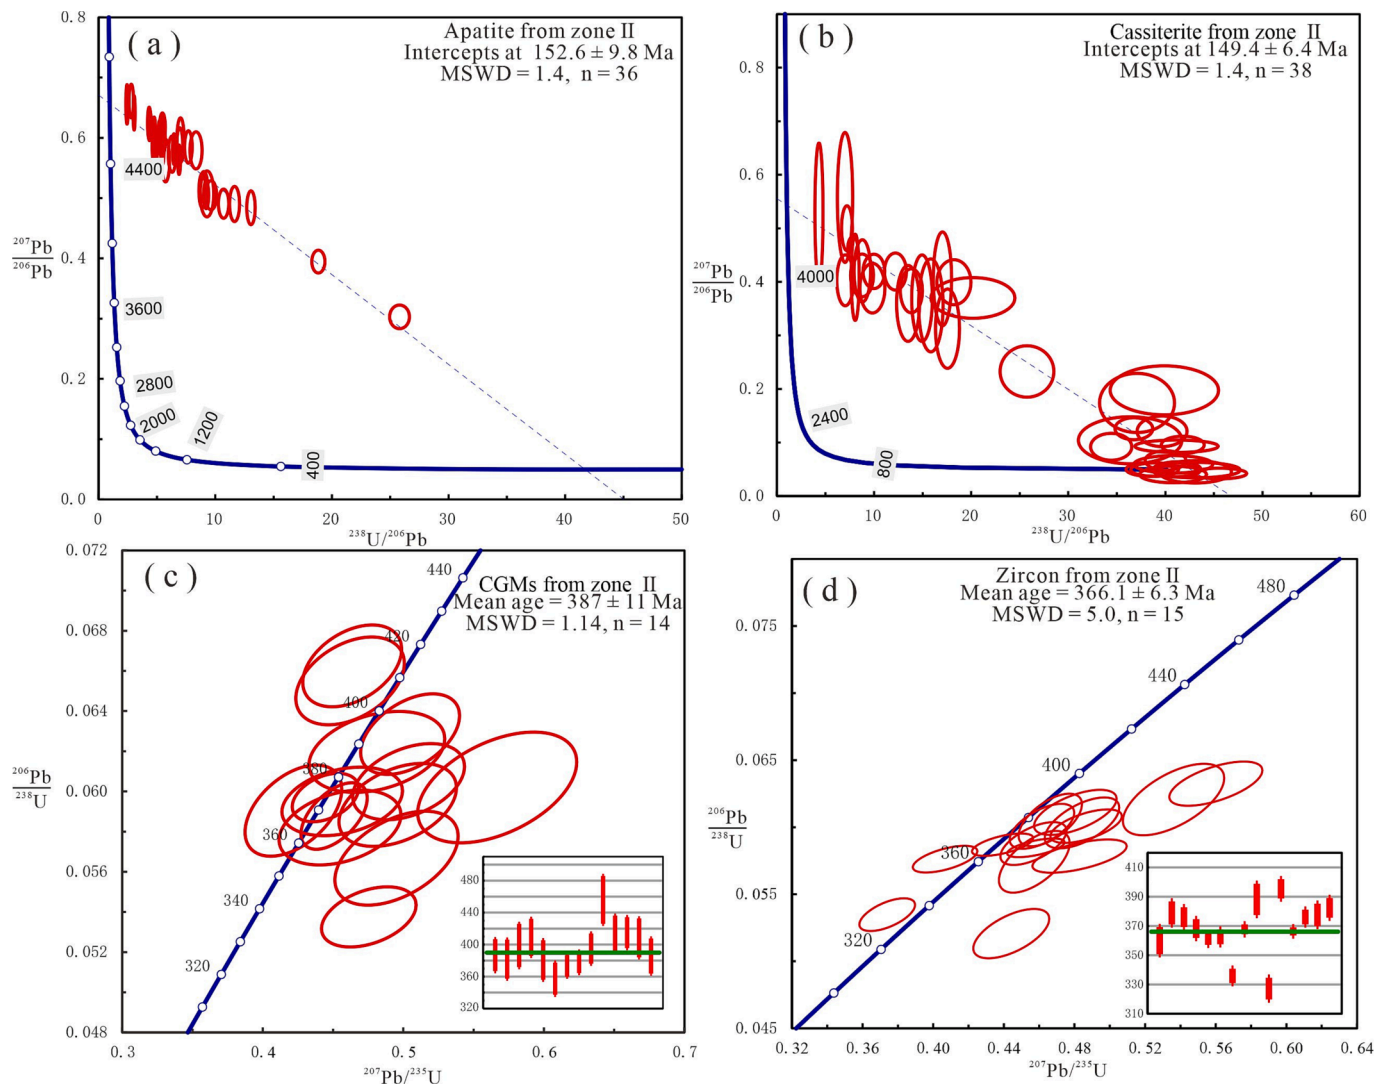 ( a )
Apatite from zone II
Intercepts at 152.6 ± 9.8 Ma
MSWD = 1.4, n = 36
0.8
0.6
0.4
0.2
0.0
207Pb
206Pb
4400
3600
2800
2000
1200
400
0 10 20 30 40 50
238U/206Pb
( b )
Cassiterite from zone II
Intercepts at 149.4 ± 6.4 Ma
MSWD = 1.4, n = 38
0.8
0.6
0.4
0.2
0.0
207Pb
206Pb
4000
2400
800
0 10 20 30 40 50 60
238U/206Pb
( c )
CGMs from zone II
Mean age = 387 ± 11 Ma
MSWD = 1.14, n = 14
0.072
0.068
0.064
0.060
0.056
0.052
0.048
206Pb
238U
440
420
400
380
360
340
320
480
440
400
360
320
0.3 0.4 0.5 0.6 0.7
207Pb/235U
( d )
Zircon from zone II
Mean age = 366.1 ± 6.3 Ma
MSWD = 5.0, n = 15
0.075
0.065
0.055
0.045
206Pb
238U
480
440
400
360
320
410
390
370
350
330
310
0.32 0.36 0.40 0.44 0.48 0.52 0.56 0.60 0.64
207Pb/235U